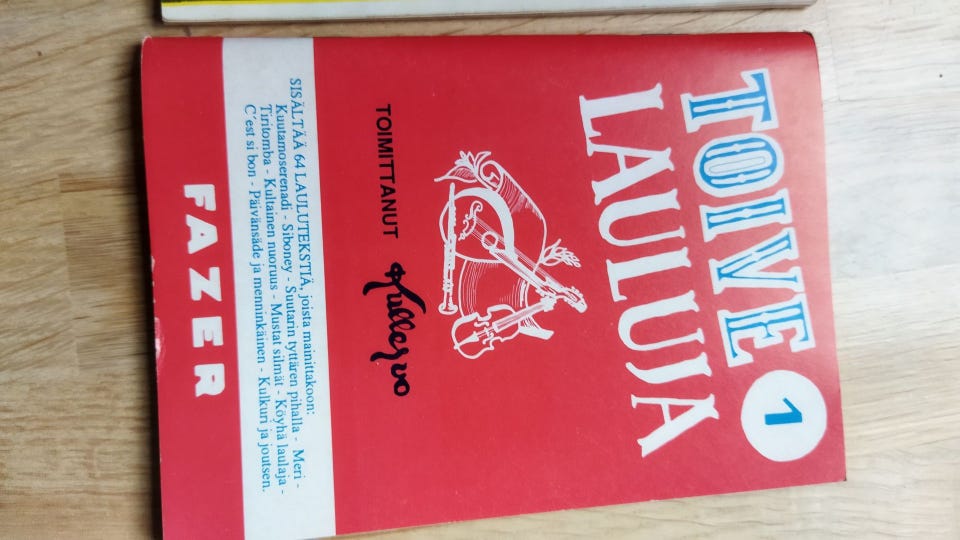 TOIVE 1
LAULUJA
TOIMITTANUT Kullervo
SISÄLTÄÄ 64 LAULUTEKSTIÄ, joista mainittakoon:
Kuutamoserenadi - Siboney - Suutarin tyttären pihalla - Meri -
Tiritomba - Kultainen nuoruus - Mustat silmät - Köyhä laulaja -
C'est si bon - Päivänsäde ja menninkäinen - Kulkuri ja joutsen.
FAZER